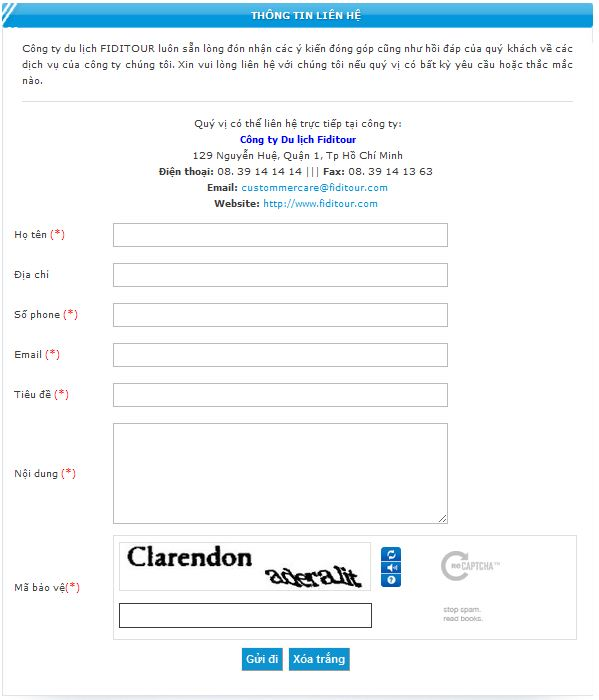 THÔNG TIN LIÊN HỆ
Công ty du lịch FIDITOUR luôn sẵn lòng đón nhận các ý kiến đóng góp cũng như hồi đáp của quý khách về các
dịch vụ của công ty chúng tôi. Xin vui lòng liên hệ với chúng tôi nếu quý vị có bất kỳ yêu cầu hoặc thắc mắc
nào.
Quý vị có thể liên hệ trực tiếp tại công ty:
Công ty Du lịch Fiditour
129 Nguyễn Huệ, Quận 1, Tp Hồ Chí Minh
Điện thoại: 08. 39 14 14 14 ||| Fax: 08. 39 14 13 63
Email: custommercare@fiditour.com
Website: http://www.fiditour.com
Họ tên (*)
Địa chỉ
Số phone (*)
Email (*)
Tiêu đề (*)
Nội dung (*)
Mã bảo vệ(*)
Clarendon
reCAPTCHA™
stop spam.
read books.
Gửi đi Xóa trắng